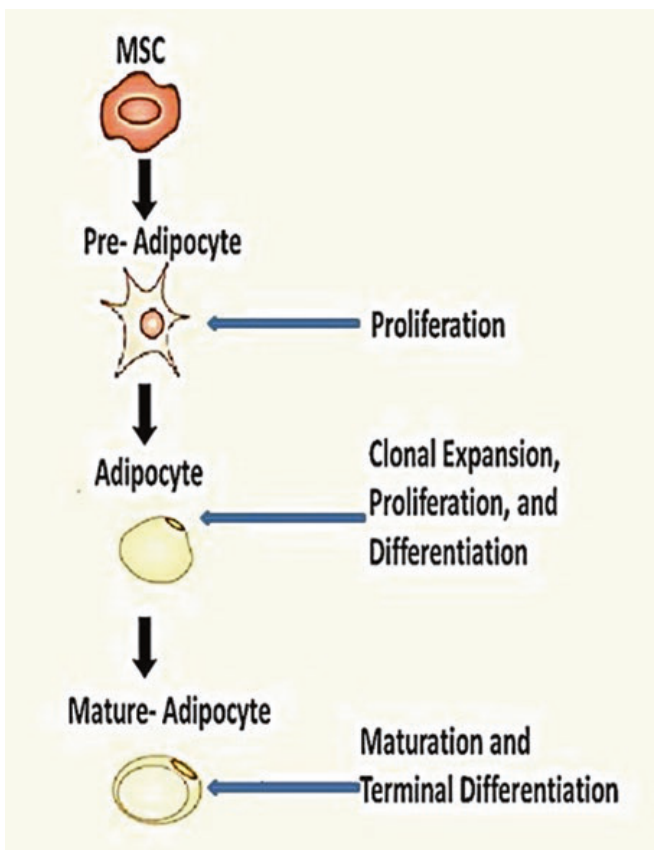 MSC
Pre- Adipocyte
Proliferation
Adipocyte
Clonal Expansion,
Proliferation, and
Differentiation
Mature- Adipocyte
Maturation and
Terminal Differentiation